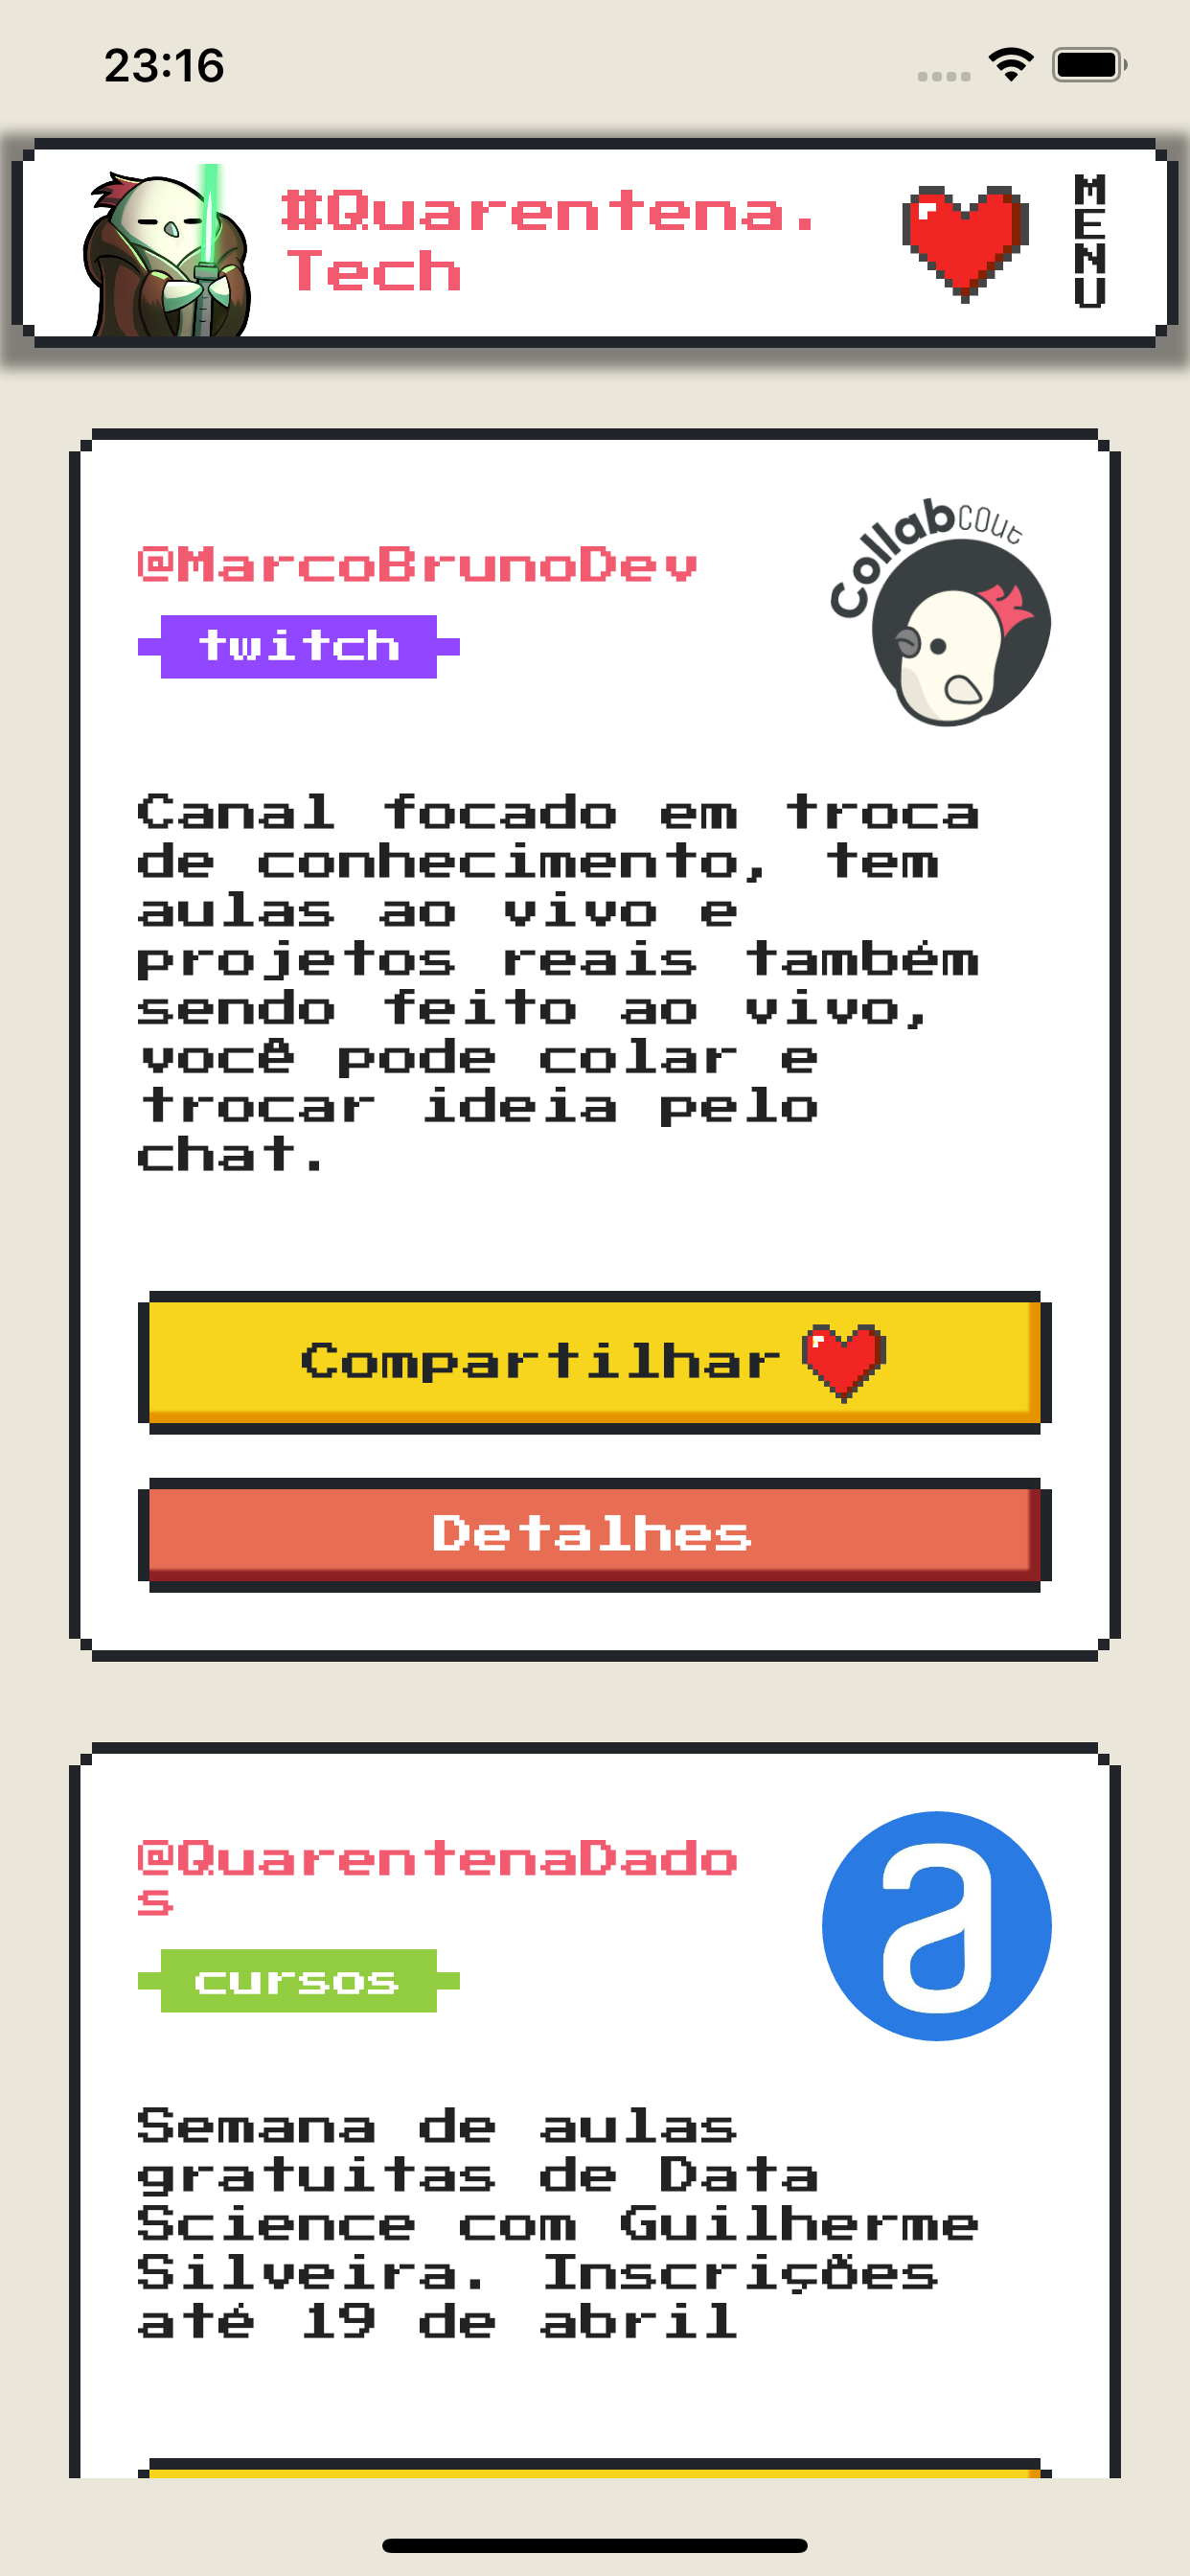 23:16
#Quarentena.
Tech
MENU
Collabcout
@MarcoBrunoDev
twitch
Canal focado em troca
de conhecimento, tem
aulas ao vivo e
projetos reais também
sendo feito ao vivo,
você pode colar e
trocar ideia pelo
chat.
Compartilhar
Detalhes
@QuarentenaDado
s
a
cursos
Semana de aulas
gratuitas de Data
Science com Guilherme
Silveira. Inscrições
até 19 de abril